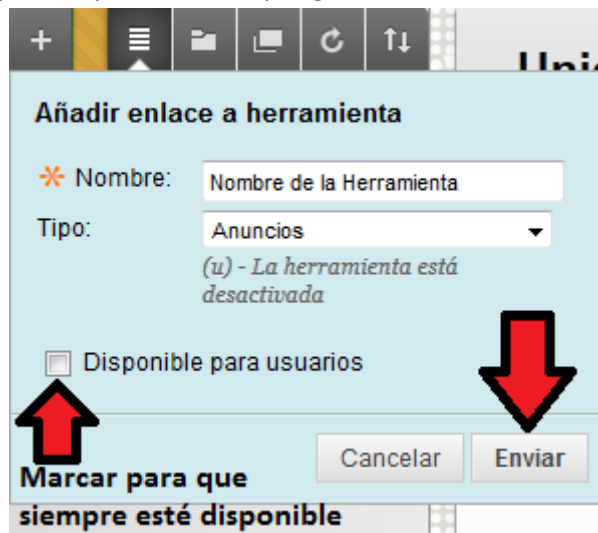 Añadir enlace a herramienta
Nombre:
Nombre de la Herramienta
Tipo:
Anuncios
(u) - La herramienta está
desactivada
Disponible para usuarios
Cancelar
Enviar
Marcar para que
siempre esté disponible